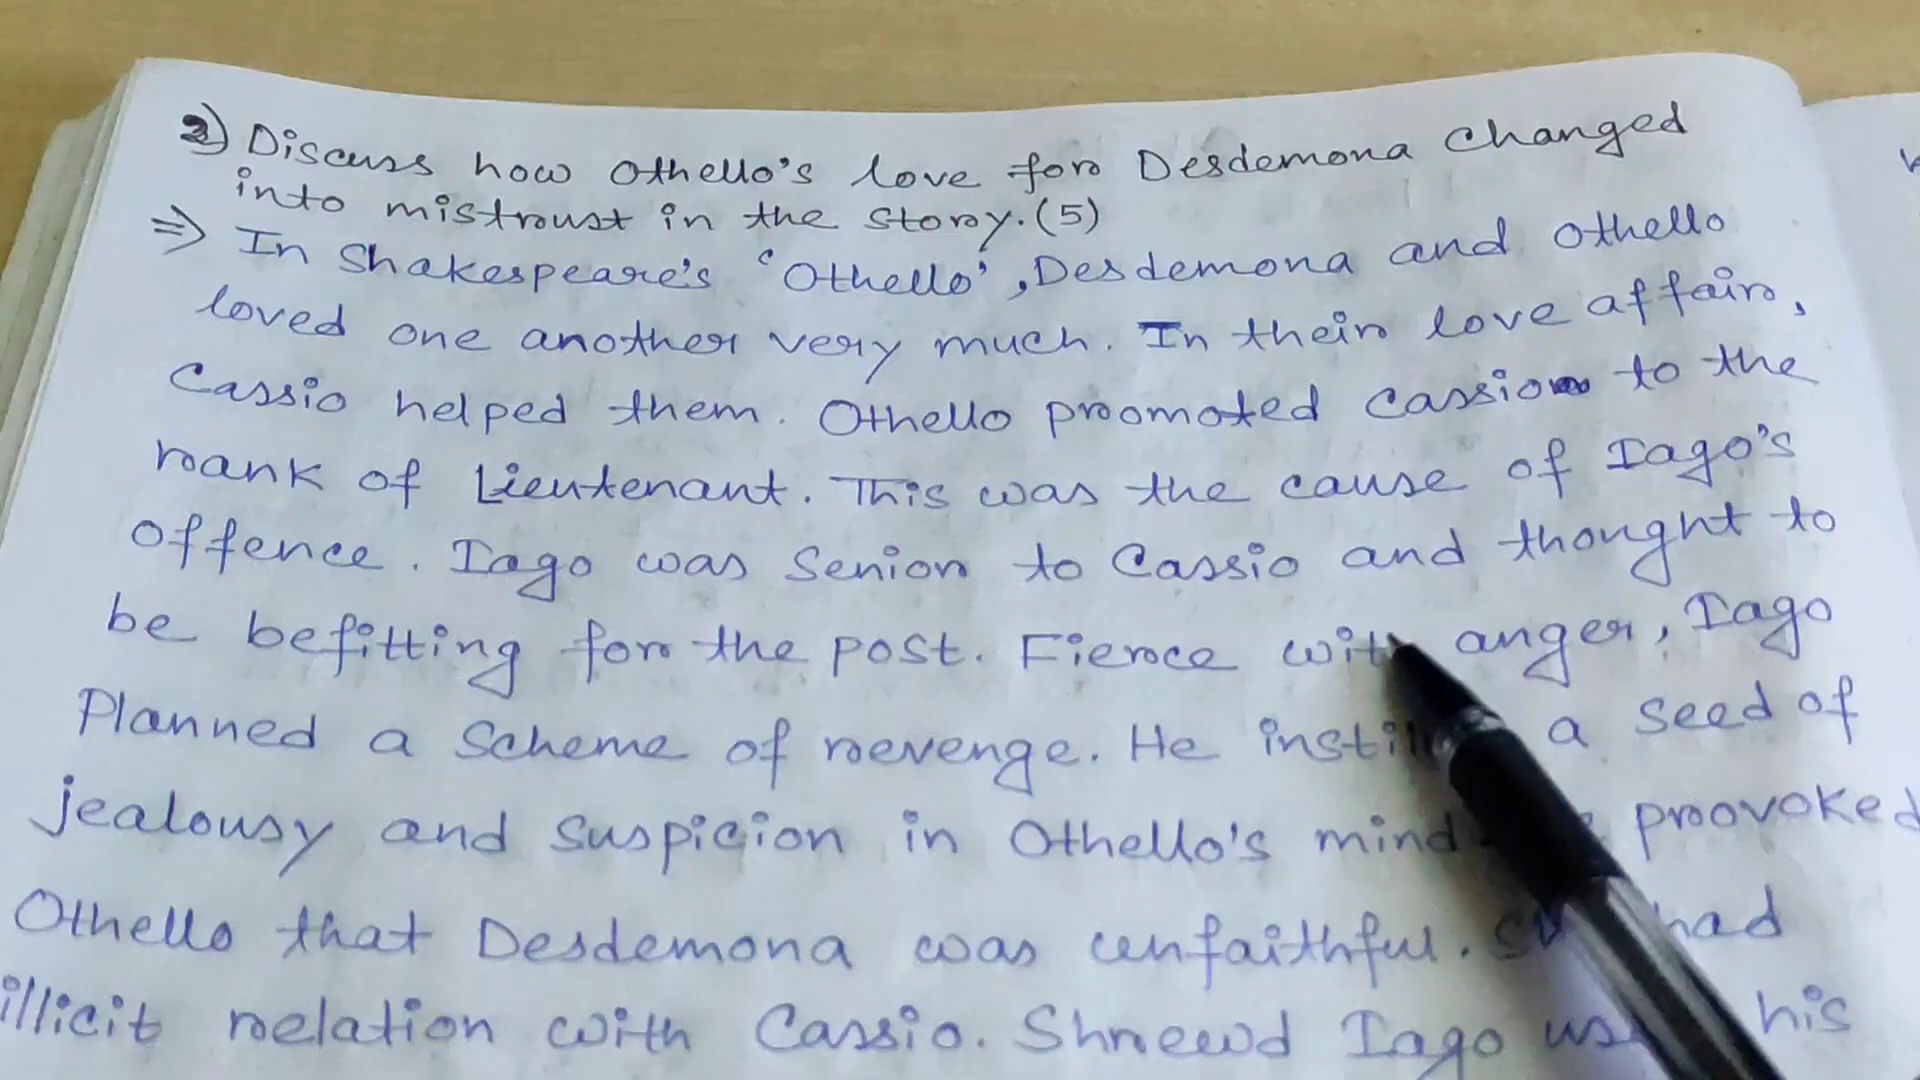 2) Discuss how Othello's love for Desdemona changed
into mistrust in the story. (5)
⇒ In Shakespeare's 'Othello', Desdemona and Othello
loved one another very much. In their love affair,
Cassio helped them. Othello promoted Cassio to the
rank of Lieutenant. This was the cause of Iago's
offence. Iago was Senior to Cassio and thought to
be befitting for the post. Fierce with anger, Iago
Planned a Scheme of revenge. He a seed of
jealousy and suspicion in Othello's mind provoked
Othello that Desdemona was unfaithful. had
illicit relation with Cassio. Shrewd Iago his